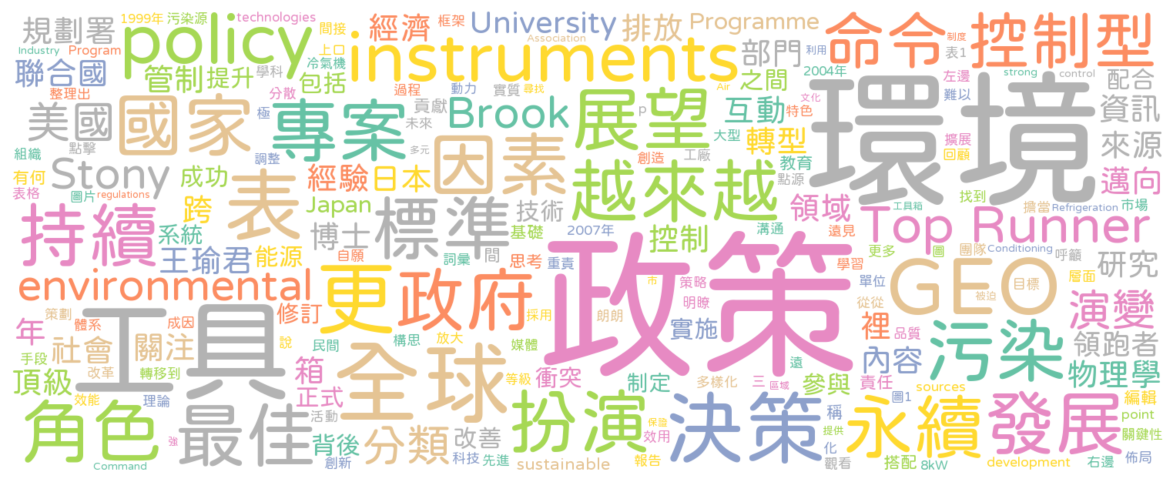 規劃署
1999年
污染源
technologies
Industry
Program
聯合國
整理出
policy
管制
提升
學科
間接
上口
冷氣機
包括
經濟
框架
過程
動力
University
Association
instruments
實質
尋找
排放
Programme
部門
之間
Air
利用
制度
表1
命令
控制型
2004年
strong
control
左邊
難以
配合
資訊
來源
美國
國家
點擊
極
分散
專案
貢獻
未來
多元
Brook
因素
展望
p
互動
大型
特色
文化
轉型
創造
工廠
教育
點源
擴展
回顧
環境
邁向
組織
有何
表格
Stony
圖片
regulations
成功
跨
調整
表
經驗
日本
Japan
博士
標準
技術
越來越
領域
找到
工具箱
擔當
市場
Refrigeration
持續
系統
王瑜君
能源
自願
詞彙
間
基礎
思考
2007年
重責
控制
溝通
遠見
Top Runner
更多
圖
團隊
Conditioning
呼籲
研究
environmental
修訂
更
政府
政策
市
策略
明瞭
學習
單位
從從
GEO
被迫
目標
層面
演變
年
策劃
手段
體系
改革
成因
民間
說
構思
採用
朗朗
放大
媒體
實施
品質
裡
領跑者
工具
社會
關注
轉移到
頂級
效能
理論
箱
正式
活動
全球
等級
衝突
遠
制定
多樣化
三
區域
參與
內容
責任
污染
物理學
sources
編輯
角色
最佳
強
Command
創新
背後
科技
分類
改善
先進
扮演
sustainable
效用
報告
保證
決策
提供
稱
化
觀看
圖1
永續
搭配
8kW
發展
development
point
關鍵性
右邊
佈局